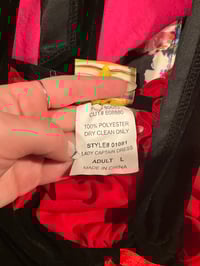 100% POLYESTER
DRY CLEAN ONLY
STYLE# 01091
LADY CAPTAIN DRESS
ADULT L
MADE IN CHINA